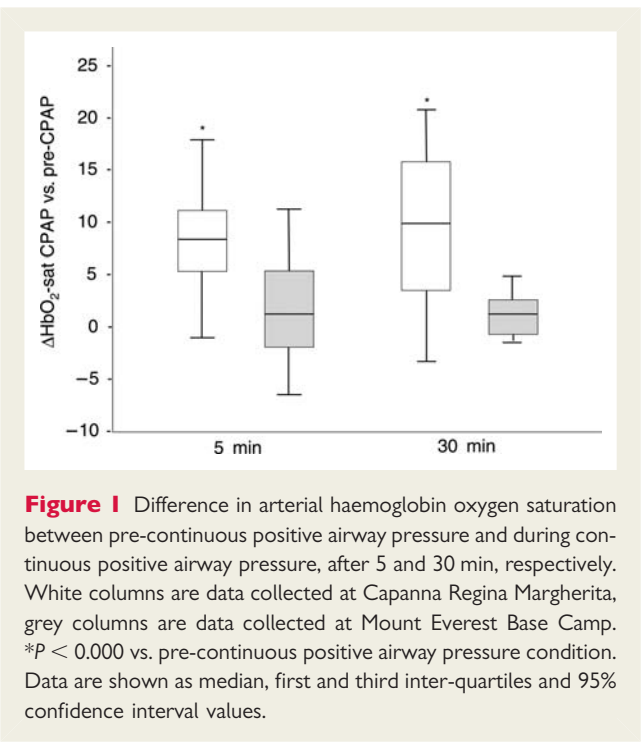 ΔHbO2-sat CPAP vs. pre-CPAP
25
20
15
10
5
0
−5
−10
*
*
5 min
30 min
Figure 1 Difference in arterial haemoglobin oxygen saturation
between pre-continuous positive airway pressure and during con-
tinuous positive airway pressure, after 5 and 30 min, respectively.
White columns are data collected at Capanna Regina Margherita,
grey columns are data collected at Mount Everest Base Camp.
*P < 0.000 vs. pre-continuous positive airway pressure condition.
Data are shown as median, first and third inter-quartiles and 95%
confidence interval values.